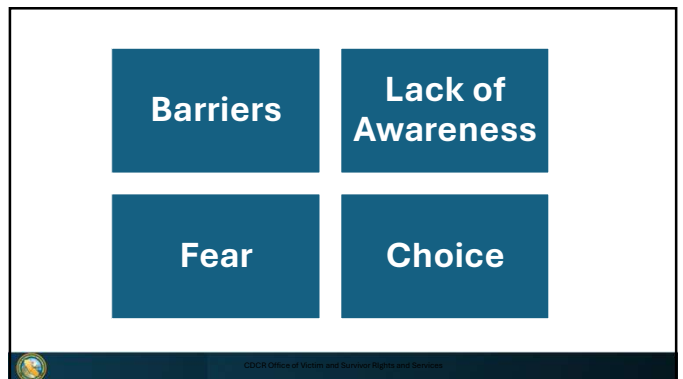 Barriers
Lack of
Awareness
Fear
Choice
CDCR Office of Victim and Survivor Rights and Services